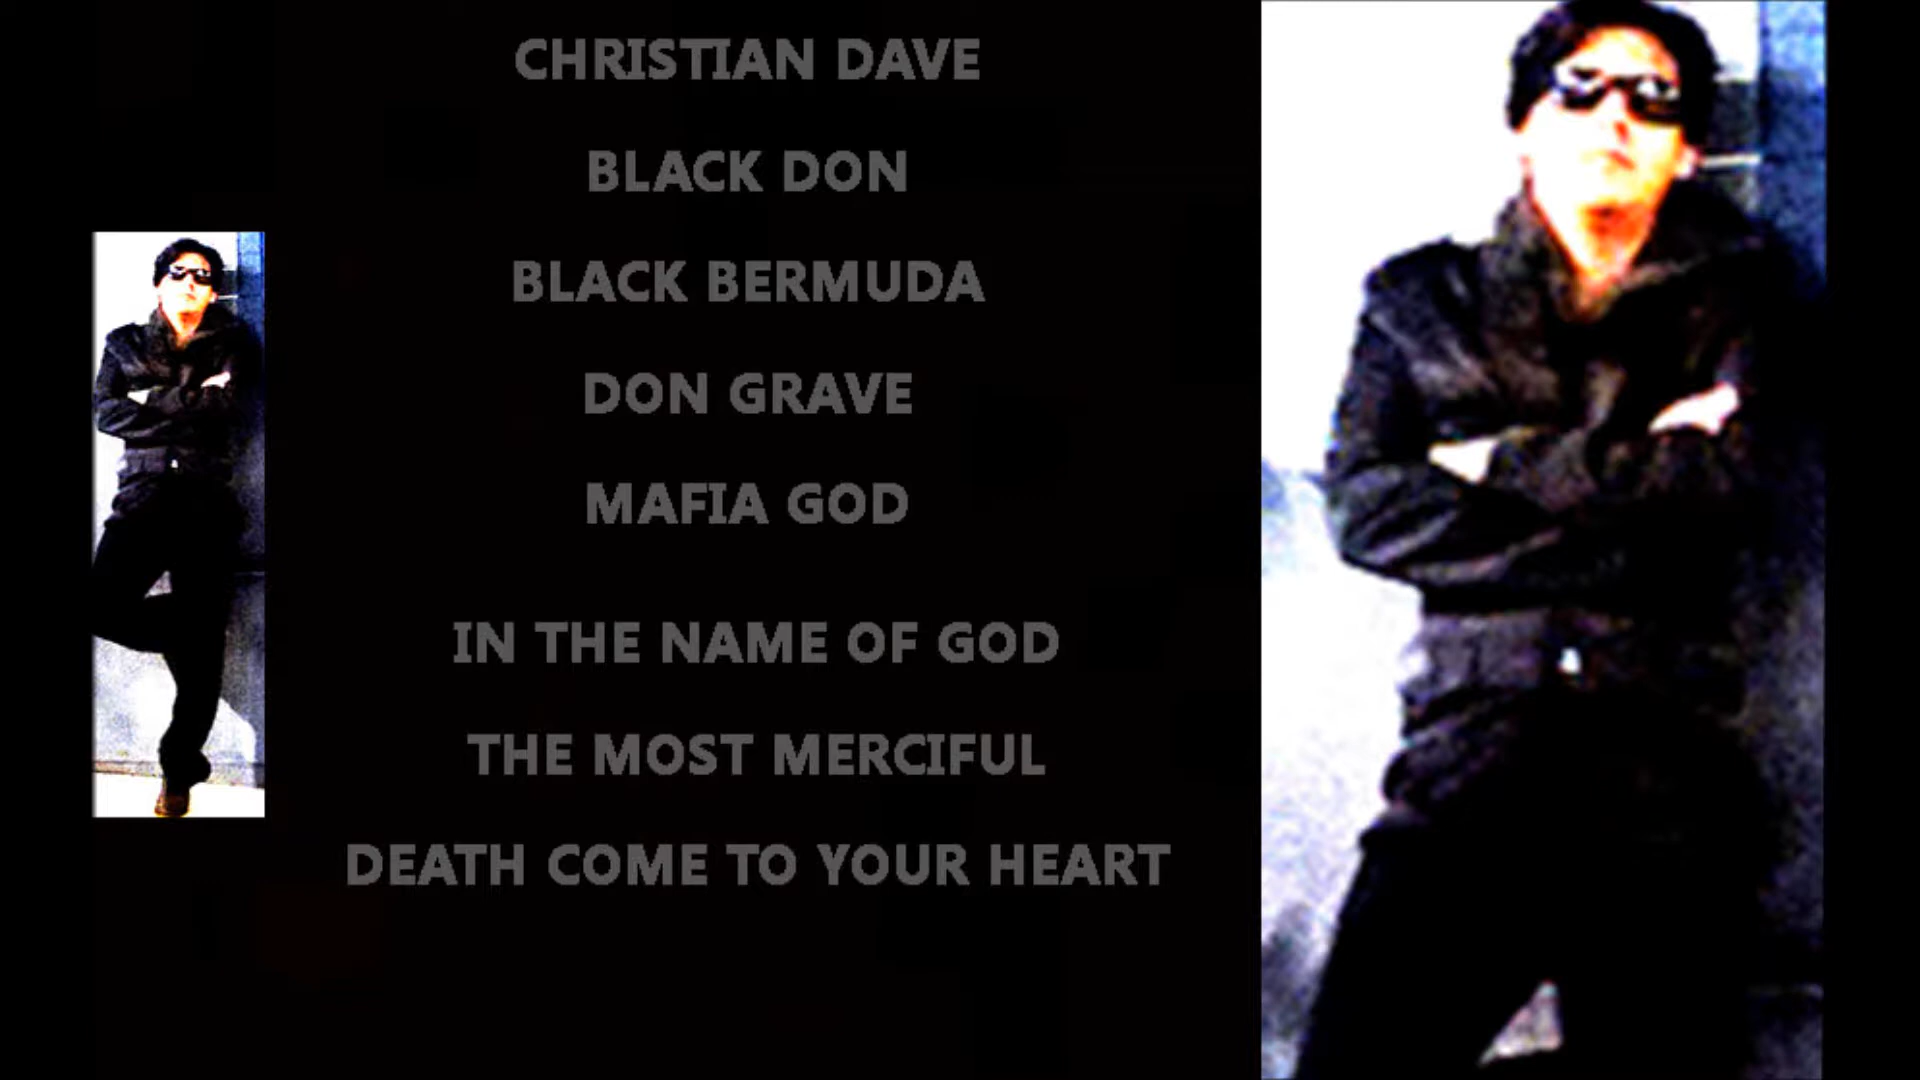 CHRISTIAN DAVE
BLACK DON
BLACK BERMUDA
DON GRAVE
MAFIA GOD
IN THE NAME OF GOD
THE MOST MERCIFUL
DEATH COME TO YOUR HEART